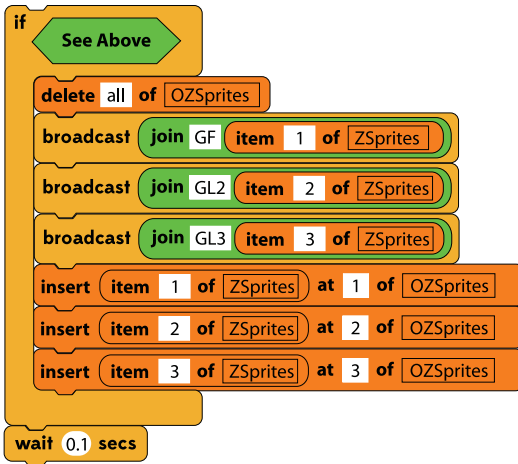 if
See Above
delete all of OZSprites
broadcast join GF item 1 of ZSprites
broadcast join GL2 item 2 of ZSprites
broadcast join GL3 item 3 of ZSprites
insert item 1 of ZSprites at 1 of OZSprites
insert item 2 of ZSprites at 2 of OZSprites
insert item 3 of ZSprites at 3 of OZSprites
wait 0.1 secs